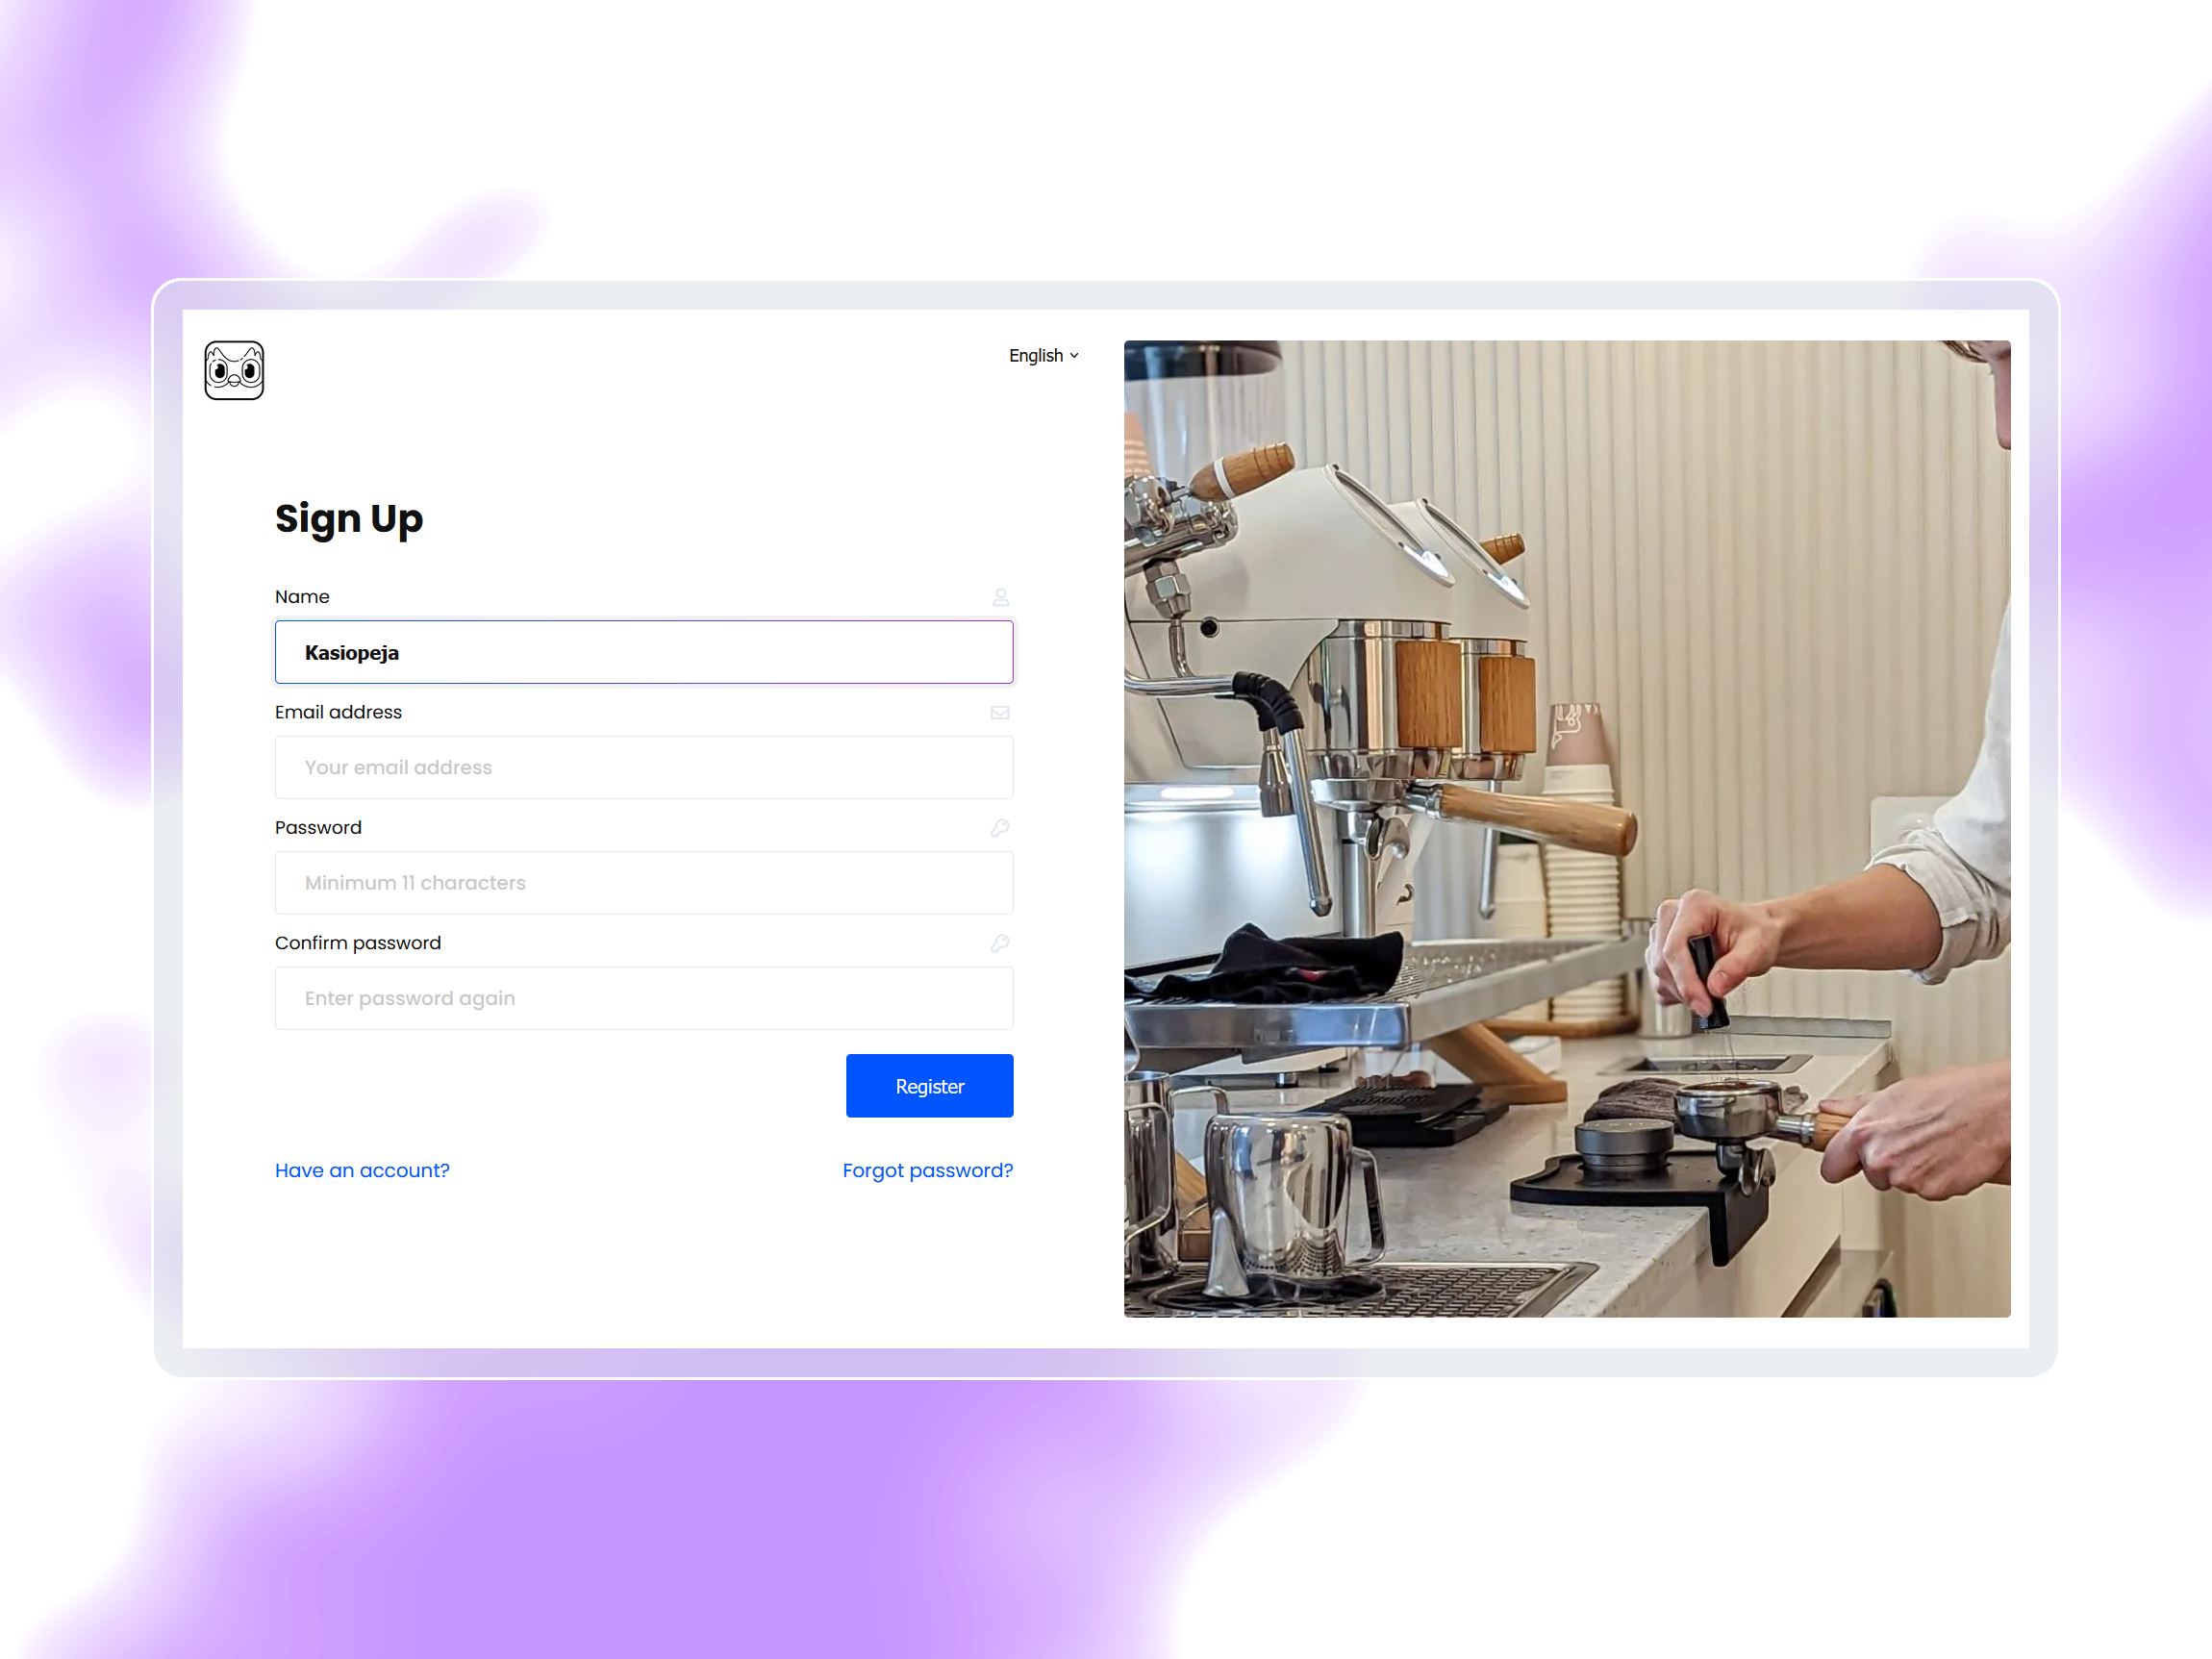 English
Sign Up
Name
Kasiopeja
Email address
Your email address
Password
Minimum 11 characters
Confirm password
Enter password again
Register
Have an account?
Forgot password?